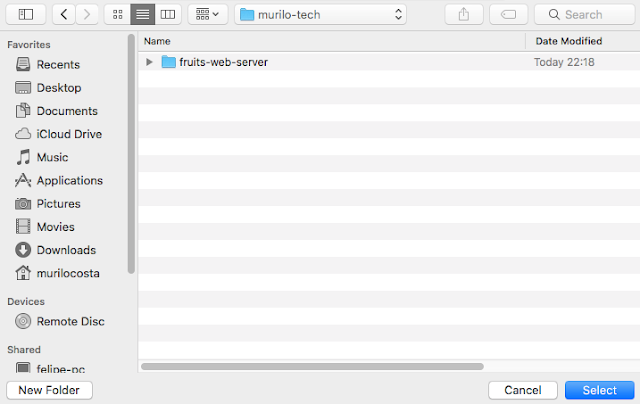 murilo-tech
Search
Favorites
Recents
Desktop
Documents
iCloud Drive
Music
Applications
Pictures
Movies
Downloads
murilocosta
Devices
Remote Disc
Shared
felipe-pc
Name Date Modified
fruits-web-server Today 22:18
New Folder Cancel Select